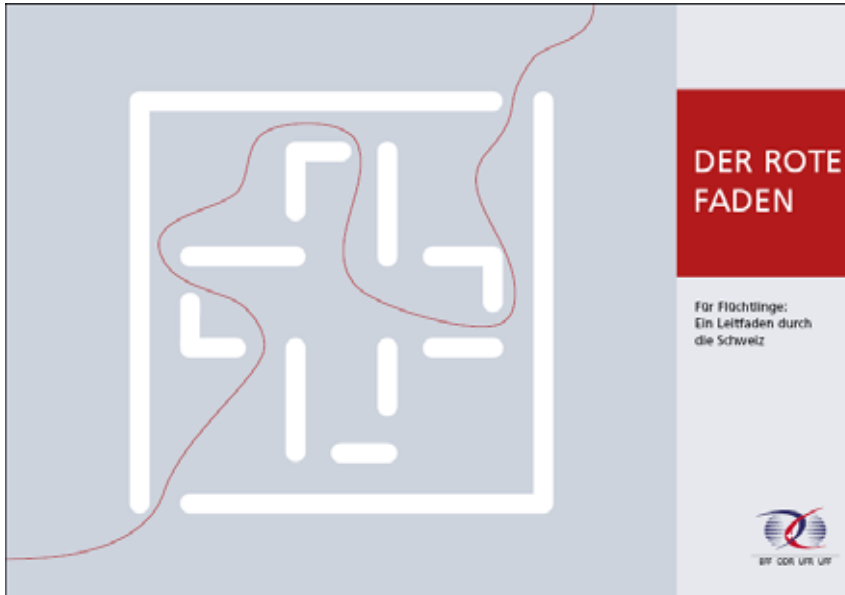 DER ROTE
FADEN
Für Flüchtlinge:
Ein Leitfaden durch
die Schweiz
BFF ODR UFR UFF